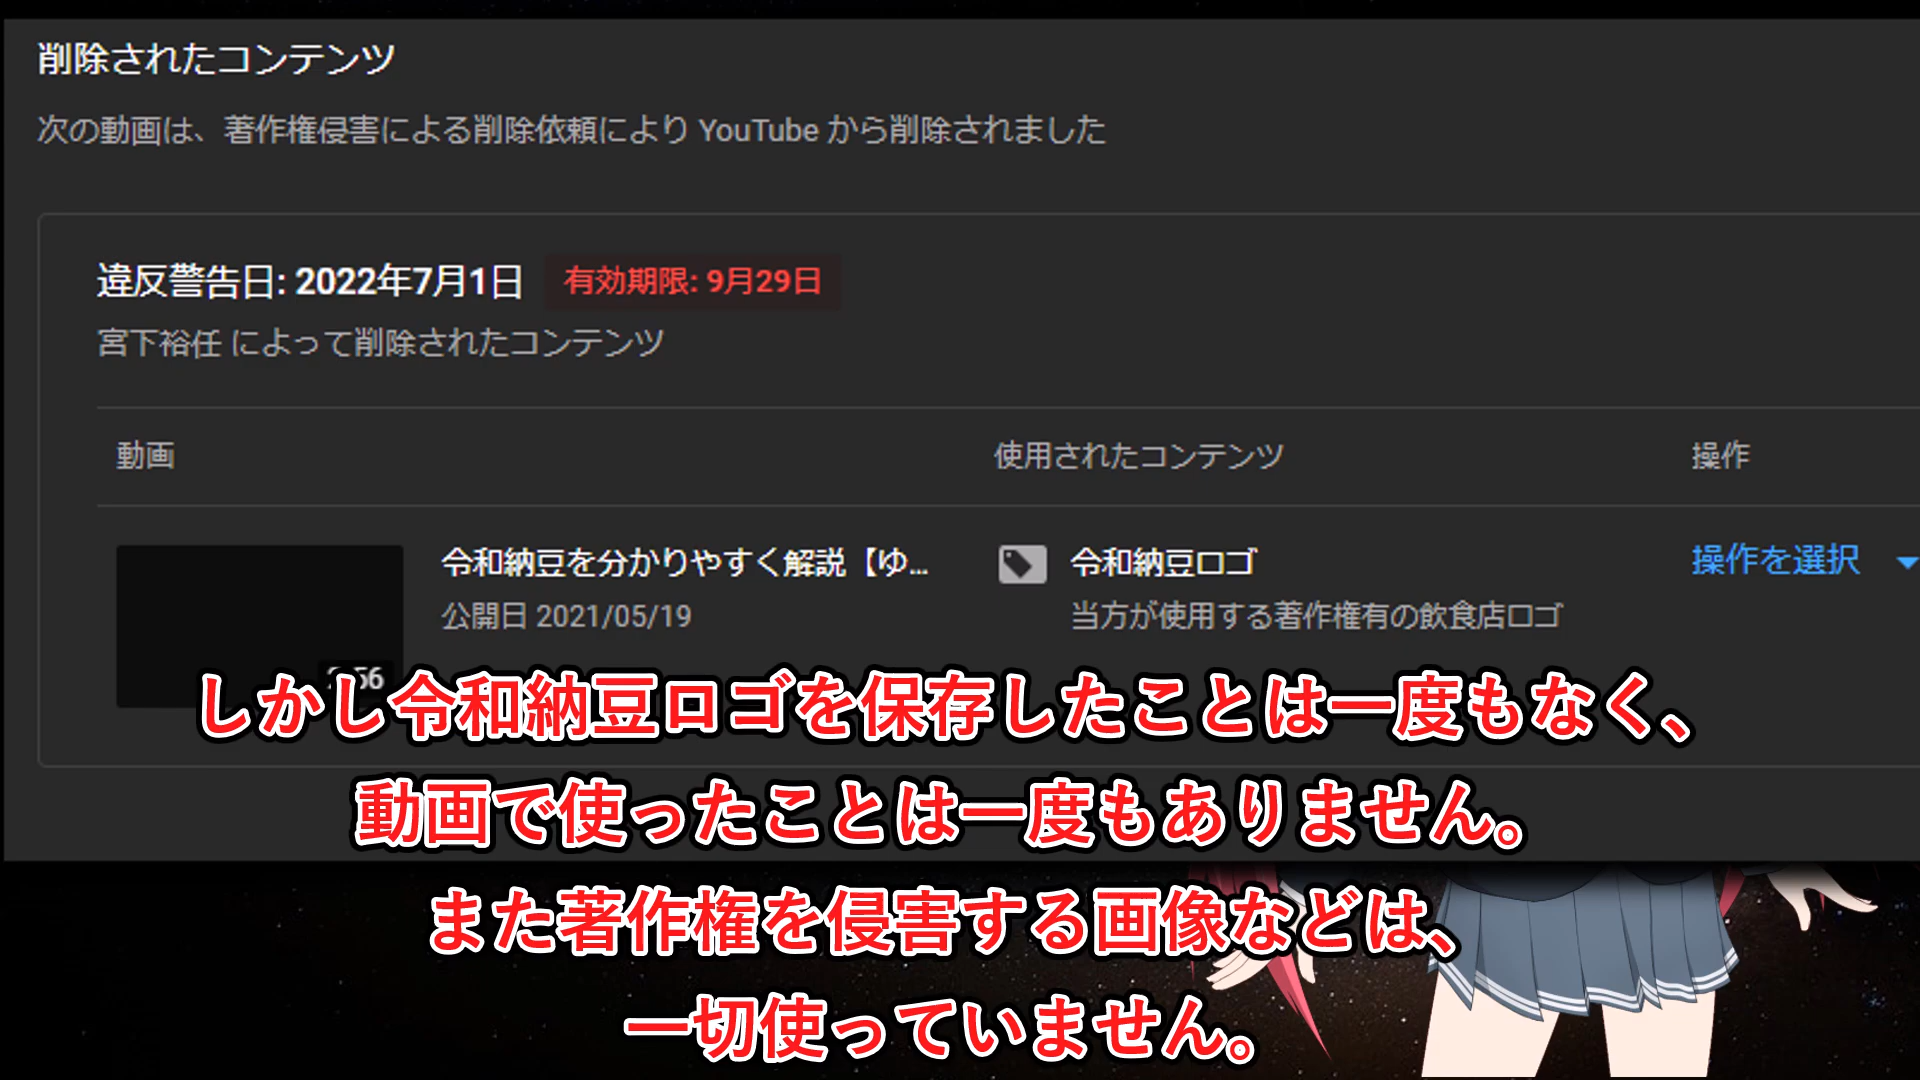 削除されたコンテンツ
次の動画は、著作権侵害による削除依頼により YouTube から削除されました
違反警告日: 2022年7月1日 有効期限: 9月29日
宮下裕任 によって削除されたコンテンツ
動画 使用されたコンテンツ 操作
令和納豆を分かりやすく解説【ゆ... 令和納豆ロゴ 操作を選択
公開日 2021/05/19 当方が使用する著作権有の飲食店ロゴ
しかし令和納豆ロゴを保存したことは一度もなく、
動画で使ったことは一度もありません。
また著作権を侵害する画像などは、
一切使っていません。